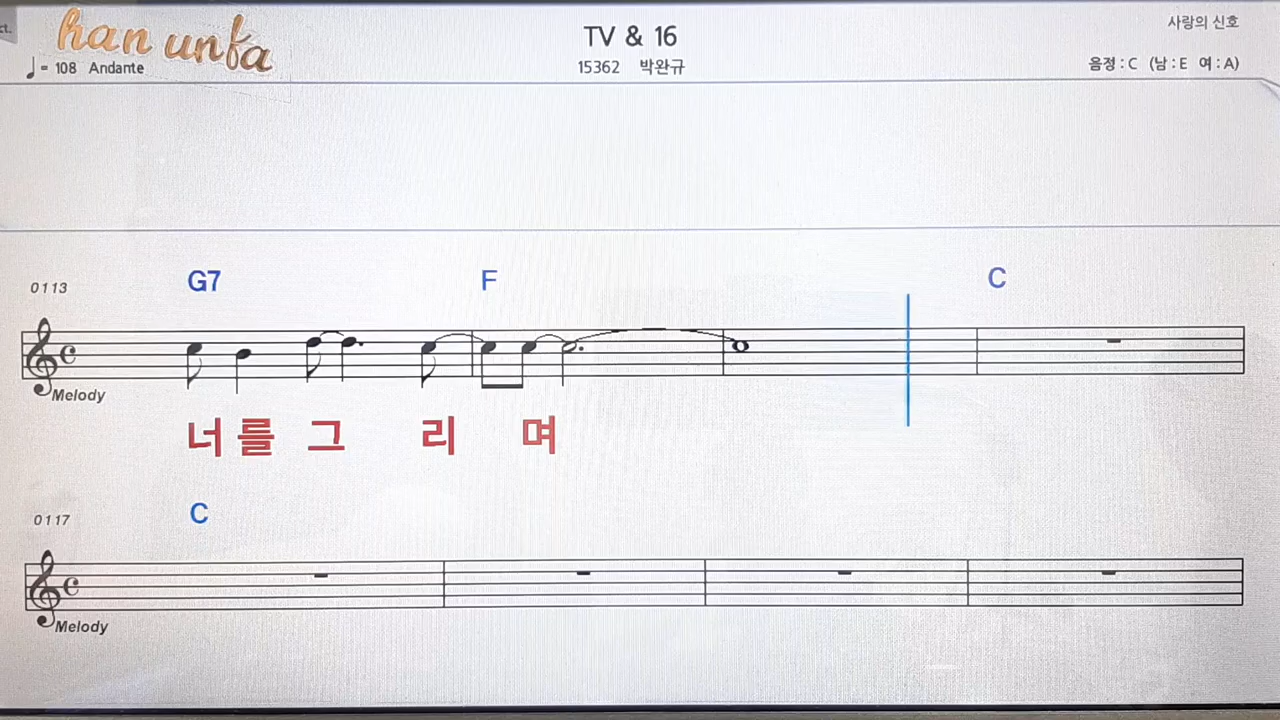 ct.
han unfa
TV & 16
사랑의 신호
♩= 108 Andante
15362 박완규
음정 : C (남 : E 여 : A)
0113
G7 F C
Melody
너 를 그 리 며
0117
C
Melody